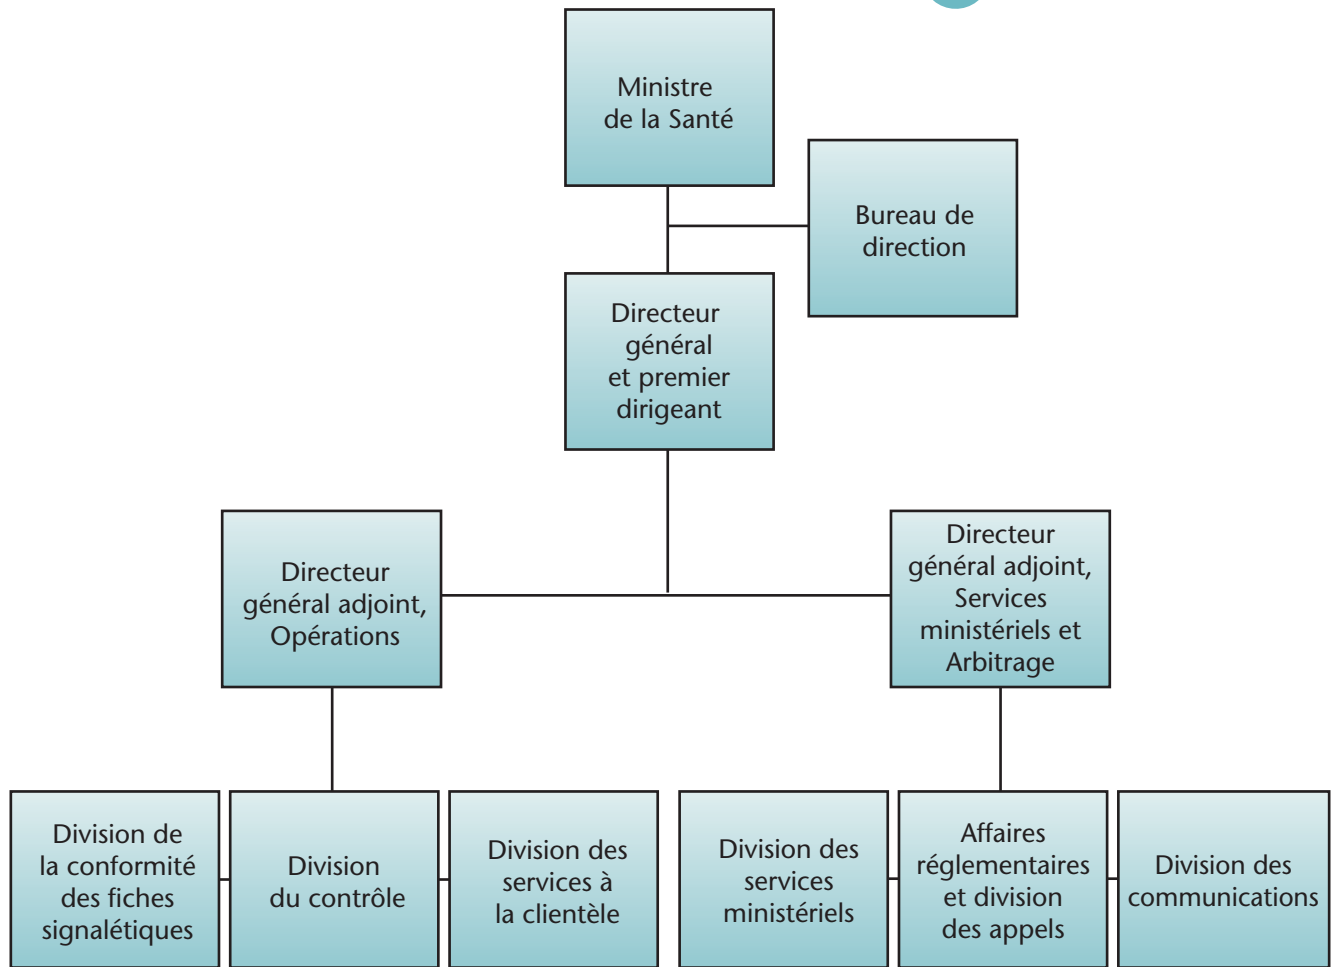 Ministre
de la Santé
Bureau de
direction
Directeur
général
et premier
dirigeant
Directeur
général adjoint,
Opérations
Directeur
général adjoint,
Services
ministériels et
Arbitrage
Division de
la conformité
des fiches
signalétiques
Division
du contrôle
Division des
services à
la clientèle
Division des
services
ministériels
Affaires
réglementaires
et division
des appels
Division des
communications